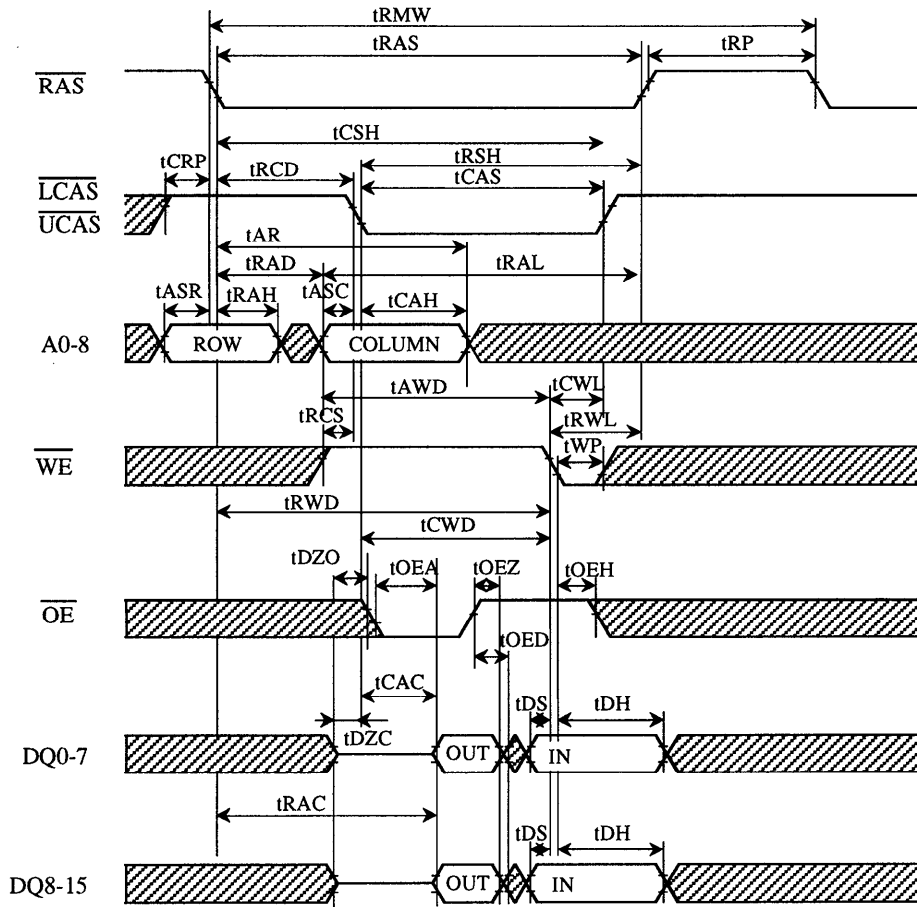 tRMW
tRAS
tRP
RAS
tCSH
tCRP
tRCD
tRSH
tCAS
LCAS
UCAS
tAR
tRAD
tRAL
tASR
tRAH
tASC
tCAH
A0-8
ROW
COLUMN
tAWD
tCWL
tRCS
tRWL
tWP
WE
tRWD
tCWD
tDZO
tOEA
tOEZ
tOEH
OE
tOED
tCAC
tDS
tDH
tDZC
DQ0-7
OUT
IN
tRAC
tDS
tDH
DQ8-15
OUT
IN